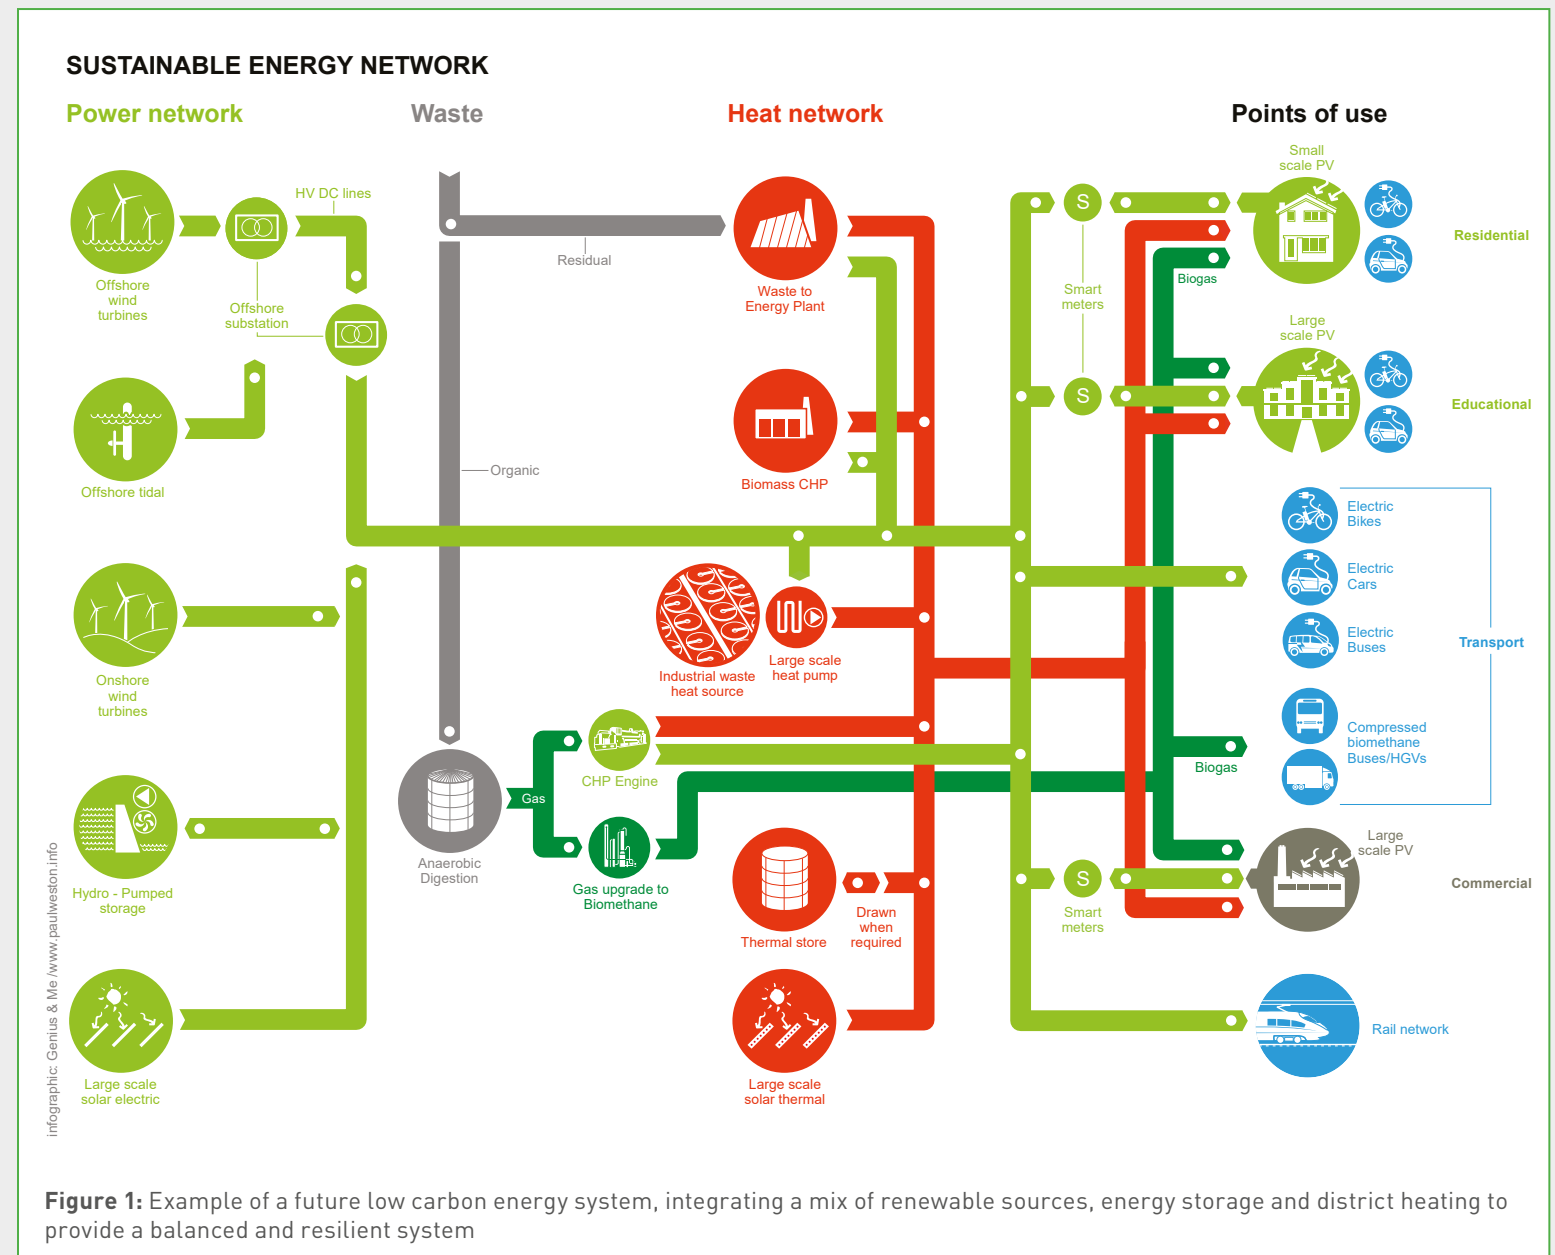 SUSTAINABLE ENERGY NETWORK
Power network
Waste
Heat network
Points of use
HV DC lines
Offshore
wind
turbines
Offshore
substation
Offshore tidal
Onshore
wind
turbines
Hydro - Pumped
storage
Large scale
solar electric
Residual
Organic
Anaerobic
Digestion
Gas
CHP Engine
Gas upgrade to
Biomethane
Waste to
Energy Plant
Biomass CHP
Industrial waste
heat source
Large scale
heat pump
Thermal store
Drawn
when
required
Large scale
solar thermal
S
Smart
meters
S
S
Smart
meters
Small
scale PV
Biogas
Residential
Large
scale PV
Educational
Electric
Bikes
Electric
Cars
Electric
Buses
Transport
Compressed
biomethane
Buses/HGVs
Biogas
Large
scale PV
Commercial
Rail network
infographic: Genius & Me /www.paulweston.info
Figure 1: Example of a future low carbon energy system, integrating a mix of renewable sources, energy storage and district heating to
provide a balanced and resilient system